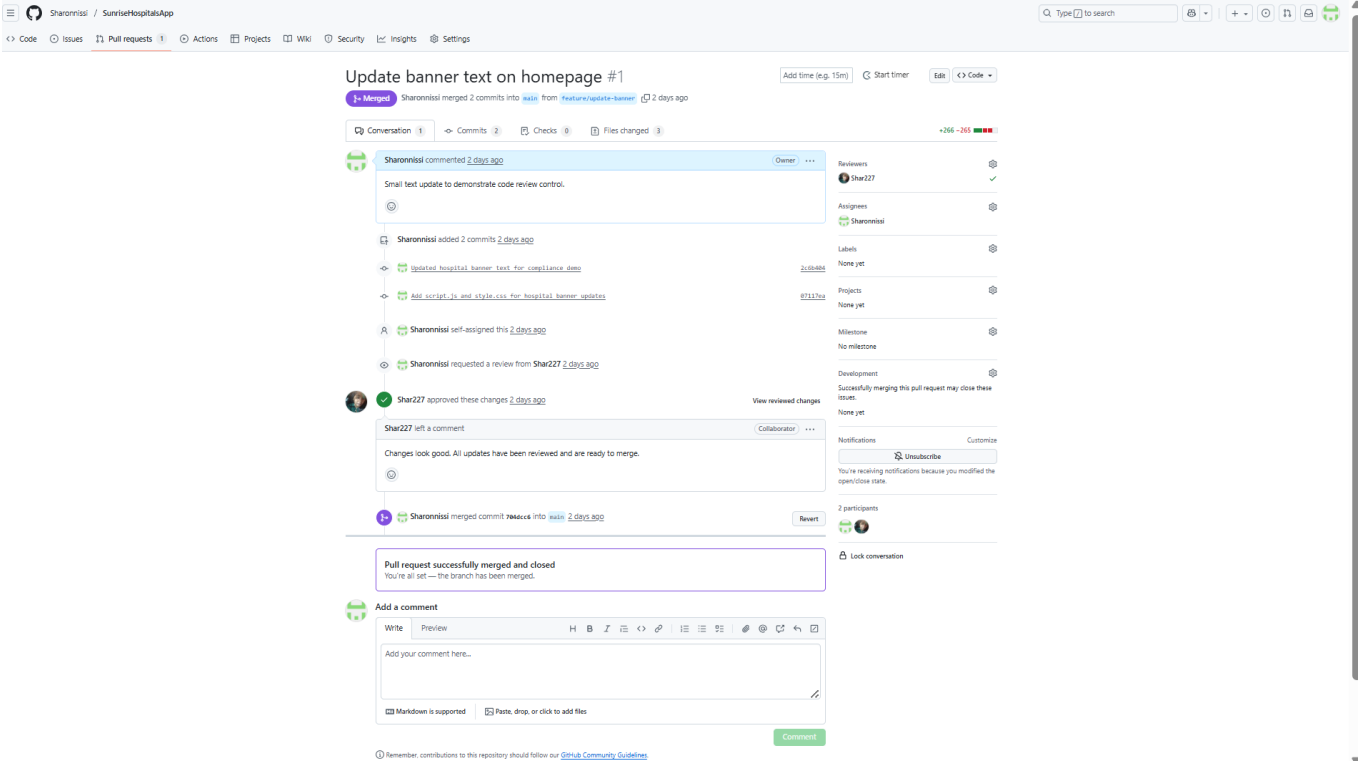 Sharonnissi / SunriseHospitalsApp
Type / to search
Code Issues Pull requests 1 Actions Projects Wiki Security Insights Settings
Update banner text on homepage #1
Add time (e.g. 15m) Start timer Edit Code
Merged Sharonnissi merged 2 commits into main from feature/update-banner 2 days ago
Conversation 1 Commits 2 Checks 0 Files changed 3
+266 −265
Sharonnissi commented 2 days ago Owner
Small text update to demonstrate code review control.
Sharonnissi added 2 commits 2 days ago
Updated hospital banner text for compliance demo 2c6b404
Add script.js and style.css for hospital banner updates 07117ea
Sharonnissi self-assigned this 2 days ago
Sharonnissi requested a review from Shar227 2 days ago
Shar227 approved these changes 2 days ago
View reviewed changes
Shar227 left a comment Collaborator
Changes look good. All updates have been reviewed and are ready to merge.
Sharonnissi merged commit 704dcc6 into main 2 days ago
Revert
Pull request successfully merged and closed
You're all set — the branch has been merged.
Add a comment
Write Preview
Add your comment here...
Markdown is supported Paste, drop, or click to add files
Comment
Remember, contributions to this repository should follow our GitHub Community Guidelines.
Reviewers
Shar227
Assignees
Sharonnissi
Labels
None yet
Projects
None yet
Milestone
No milestone
Development
Successfully merging this pull request may close these
issues.
None yet
Notifications Customize
Unsubscribe
You're receiving notifications because you modified the
open/close state.
2 participants
Lock conversation